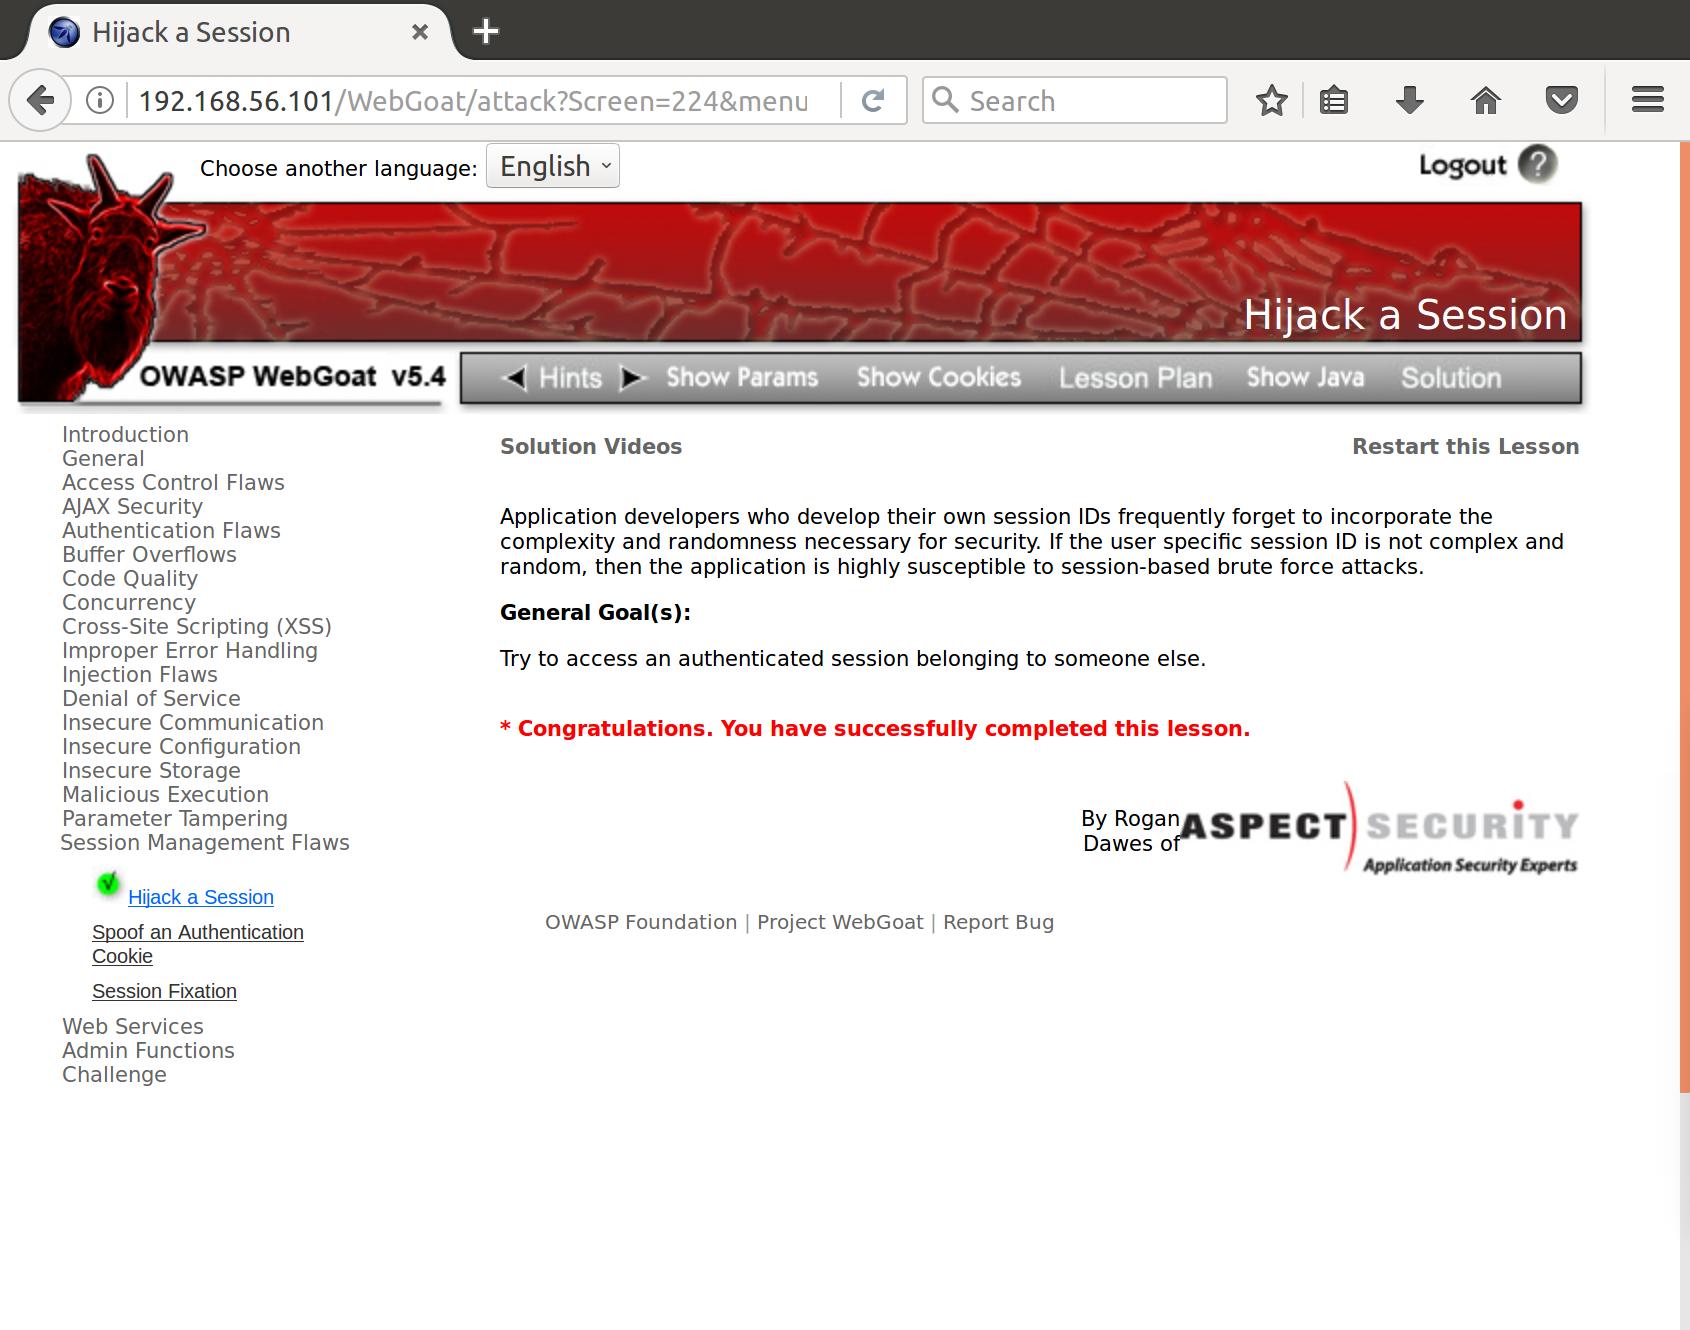 Hijack a Session
192.168.56.101/WebGoat/attack?Screen=224&menu
Search
Choose another language: English
Logout ?
Hijack a Session
OWASP WebGoat v5.4
Hints Show Params Show Cookies Lesson Plan Show Java Solution
Introduction
General
Access Control Flaws
AJAX Security
Authentication Flaws
Buffer Overflows
Code Quality
Concurrency
Cross-Site Scripting (XSS)
Improper Error Handling
Injection Flaws
Denial of Service
Insecure Communication
Insecure Configuration
Insecure Storage
Malicious Execution
Parameter Tampering
Session Management Flaws
Hijack a Session
Spoof an Authentication
Cookie
Session Fixation
Web Services
Admin Functions
Challenge
Solution Videos
Restart this Lesson
Application developers who develop their own session IDs frequently forget to incorporate the
complexity and randomness necessary for security. If the user specific session ID is not complex and
random, then the application is highly susceptible to session-based brute force attacks.
General Goal(s):
Try to access an authenticated session belonging to someone else.
* Congratulations. You have successfully completed this lesson.
By Rogan
Dawes of
ASPECT SECURITY
Application Security Experts
OWASP Foundation | Project WebGoat | Report Bug